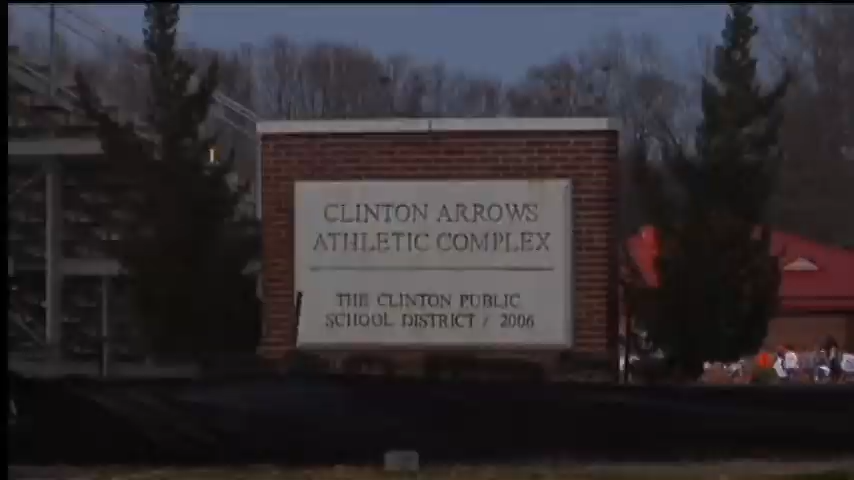 CLINTON ARROWS
ATHLETIC COMPLEX
THE CLINTON PUBLIC
SCHOOL DISTRICT / 2006